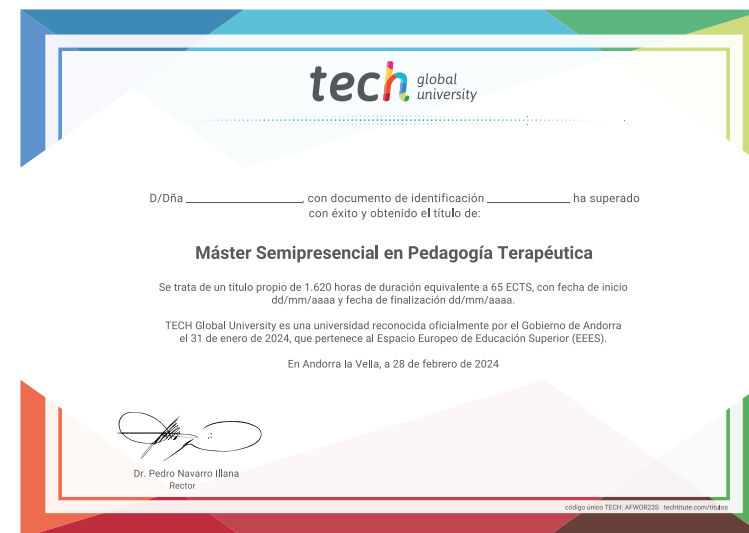 tech global university
D/Dña ____________________, con documento de identificación ______________ ha superado
con éxito y obtenido el título de:
Máster Semipresencial en Pedagogía Terapéutica
Se trata de un título propio de 1.620 horas de duración equivalente a 65 ECTS, con fecha de inicio
dd/mm/aaaa y fecha de finalización dd/mm/aaaa.
TECH Global University es una universidad reconocida oficialmente por el Gobierno de Andorra
el 31 de enero de 2024, que pertenece al Espacio Europeo de Educación Superior (EEES).
En Andorra la Vella, a 28 de febrero de 2024
Dr. Pedro Navarro Illana
Rector
código único TECH: AFWOR23S techtitute.com/titulos